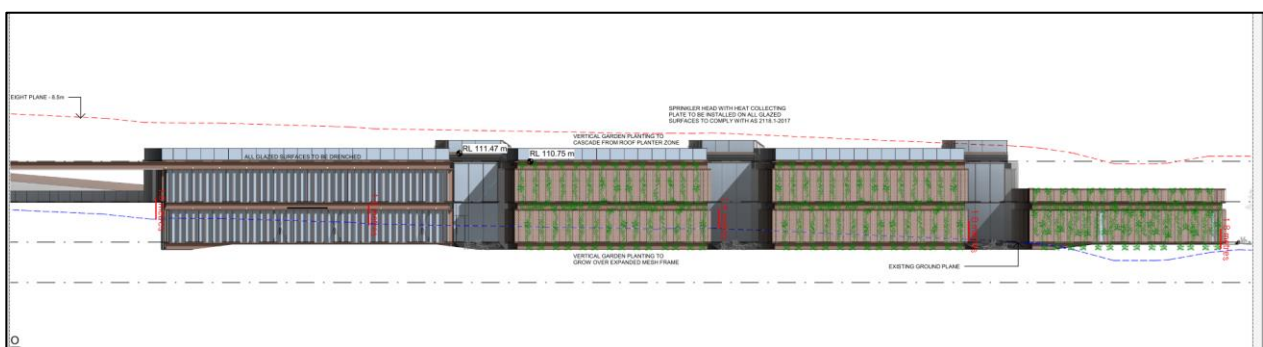 EIGHT PLANE - 8.5m
SPRINKLER HEAD WITH HEAT COLLECTING
PLATE TO BE INSTALLED ON ALL GLAZED
SURFACES TO COMPLY WITH AS 2118.1-2017
VERTICAL GARDEN PLANTING TO
CASCADE FROM ROOF PLANTER ZONE
ALL GLAZED SURFACES TO BE DRENCHED
RL 111.47 m
RL 110.75 m
VERTICAL GARDEN PLANTING TO
GROW OVER EXPANDED MESH FRAME
EXISTING GROUND PLANE
O